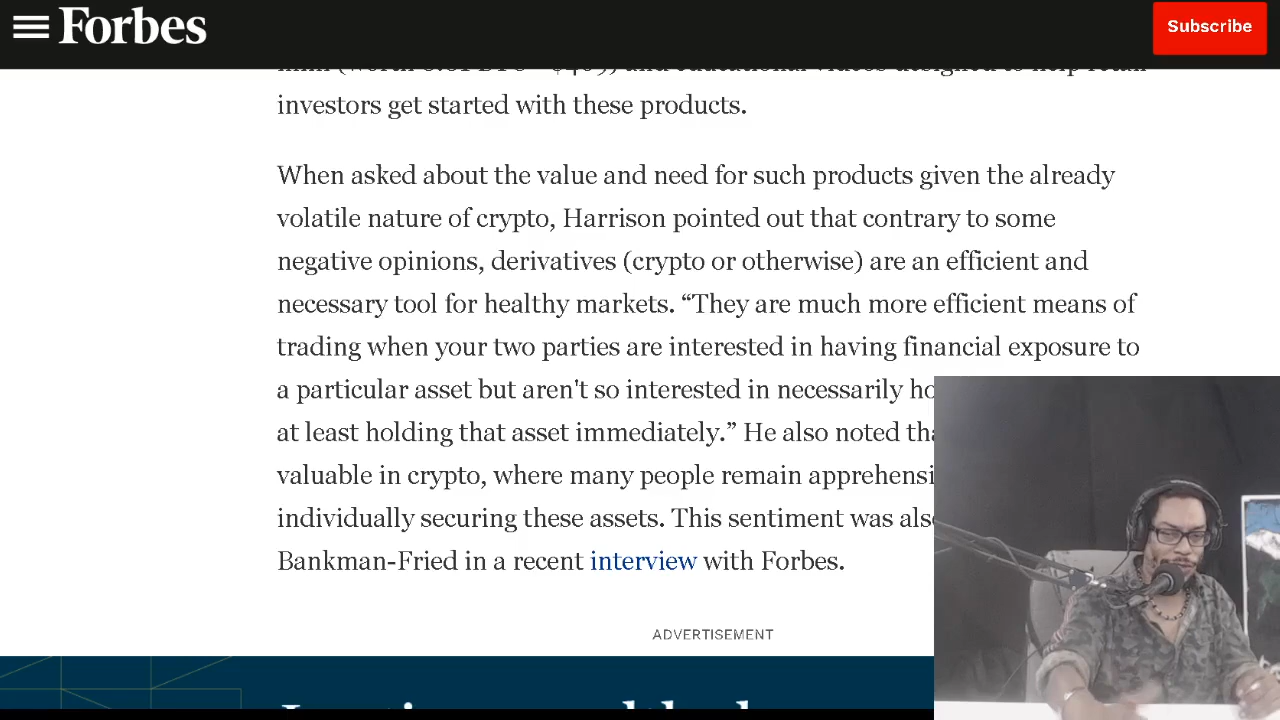 Forbes
Subscribe
investors get started with these products.
When asked about the value and need for such products given the already
volatile nature of crypto, Harrison pointed out that contrary to some
negative opinions, derivatives (crypto or otherwise) are an efficient and
necessary tool for healthy markets. “They are much more efficient means of
trading when your two parties are interested in having financial exposure to
a particular asset but aren't so interested in necessarily
at least holding that asset immediately.” He also noted
valuable in crypto, where many people remain
individually securing these assets. This sentiment was
Bankman-Fried in a recent interview with Forbes.
ADVERTISEMENT